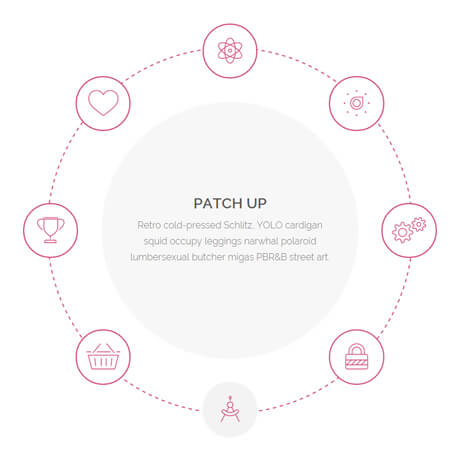 PATCH UP
Retro cold-pressed Schlitz, YOLO cardigan
squid occupy leggings narwhal polaroid
lumbersexual butcher migas PBR&B street art